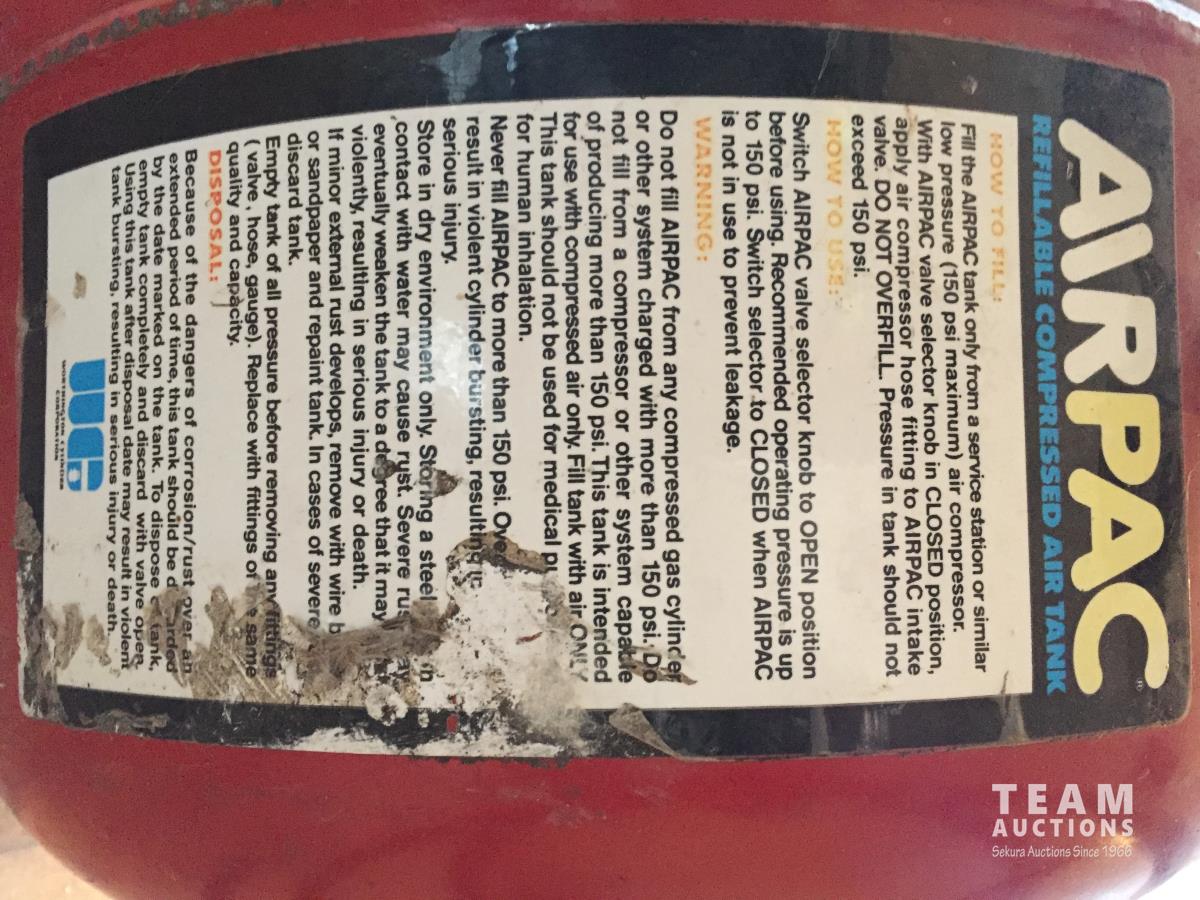 AIRPAC®
REFILLABLE COMPRESSED AIR TANK
HOW TO FILL:
Fill the AIRPAC tank only from a service station or similar
low pressure (150 psi maximum) air compressor.
With AIRPAC valve selector knob in CLOSED position,
apply air compressor hose fitting to AIRPAC intake
valve. DO NOT OVERFILL. Pressure in tank should not
exceed 150 psi.
HOW TO USE:
Switch AIRPAC valve selector knob to OPEN position
before using. Recommended operating pressure is up
to 150 psi. Switch selector to CLOSED when AIRPAC
is not in use to prevent leakage.
WARNING:
Do not fill AIRPAC from any compressed gas cylinder
or other system charged with more than 150 psi. Do
not fill from a compressor or other system capable
of producing more than 150 psi. This tank is intended
for use with compressed air only. Fill tank with air ONLY
This tank should not be used for medical
for human inhalation.
Never fill AIRPAC to more than 150 psi.
result in violent cylinder bursting, resulting
serious injury.
Store in dry environment only. Storing a steel
contact with water may cause rust. Severe
eventually weaken the tank to a degree that it may
violently, resulting in serious injury or death.
If minor external rust develops, remove with wire
or sandpaper and repaint tank. In cases of severe
discard tank.
Empty tank of all pressure before removing any fittings
( valve, hose, gauge). Replace with fittings of same
quality and capacity.
DISPOSAL:
Because of the dangers of corrosion/rust over an
extended period of time, this tank should be
by the date marked on the tank. To dispose tank,
empty tank completely and discard with valve open.
Using this tank after disposal date may result in violent
tank bursting, resulting in serious injury or death.
WORTHINGTON CYLINDER
CORPORATION
TEAM
AUCTIONS
Sekura Auctions Since 1966